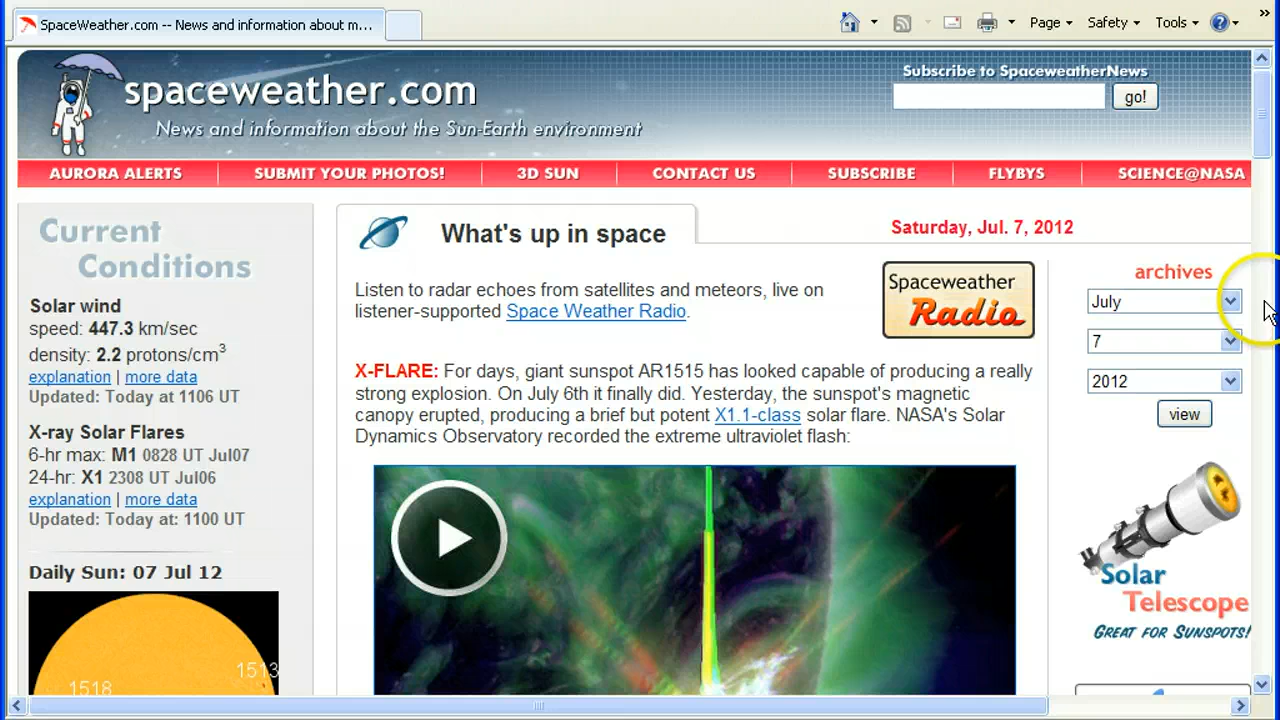 SpaceWeather.com -- News and information about m...
Page
Safety
Tools
spaceweather.com
News and information about the Sun-Earth environment
Subscribe to SpaceweatherNews
go!
AURORA ALERTS
SUBMIT YOUR PHOTOS!
3D SUN
CONTACT US
SUBSCRIBE
FLYBYS
SCIENCE@NASA
Current
Conditions
Solar wind
speed: 447.3 km/sec
density: 2.2 protons/cm3
explanation | more data
Updated: Today at 1106 UT
X-ray Solar Flares
6-hr max: M1 0828 UT Jul07
24-hr: X1 2308 UT Jul06
explanation | more data
Updated: Today at: 1100 UT
Daily Sun: 07 Jul 12
1513
1518
What's up in space
Saturday, Jul. 7, 2012
Listen to radar echoes from satellites and meteors, live on
listener-supported Space Weather Radio.
Spaceweather
Radio
X-FLARE: For days, giant sunspot AR1515 has looked capable of producing a really
strong explosion. On July 6th it finally did. Yesterday, the sunspot's magnetic
canopy erupted, producing a brief but potent X1.1-class solar flare. NASA's Solar
Dynamics Observatory recorded the extreme ultraviolet flash:
archives
July
7
2012
view
Solar
Telescope
GREAT FOR SUNSPOTS!